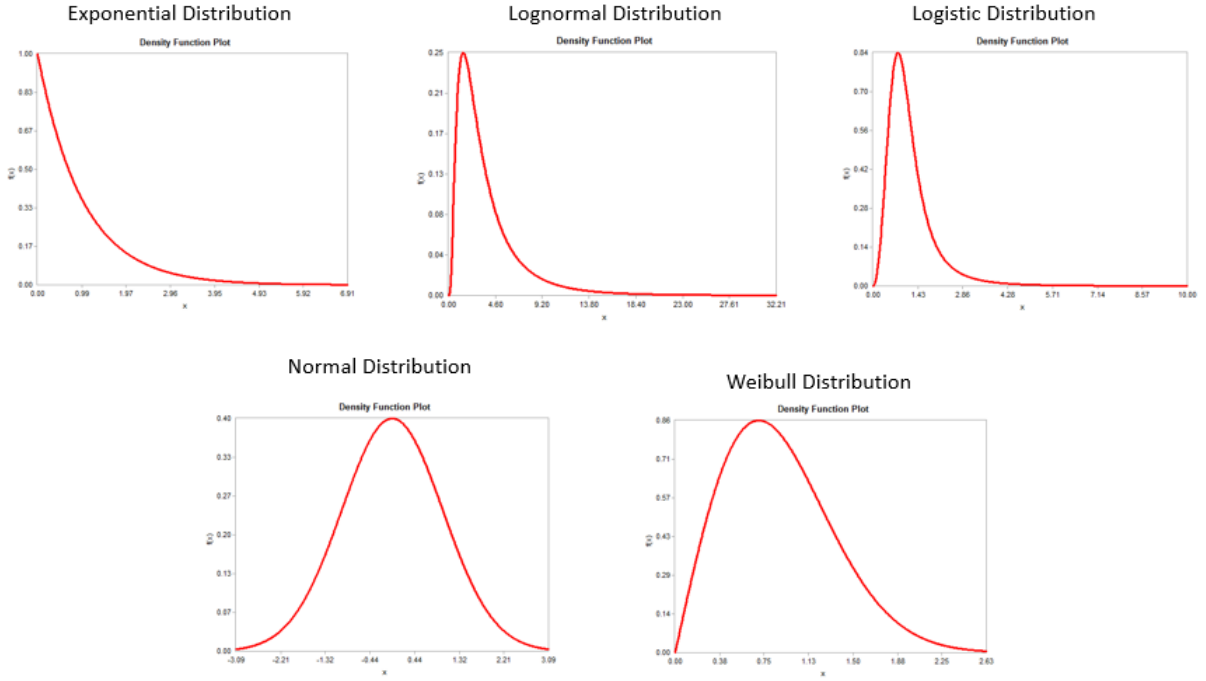 Exponential Distribution
Density Function Plot
1.00
0.83
0.67
0.50
0.33
0.17
0.00
f(x)
0.00 0.99 1.97 2.96 3.95 4.93 5.92 6.91
x
Lognormal Distribution
Density Function Plot
0.25
0.21
0.17
0.13
0.08
0.04
0.00
f(x)
0.00 4.60 9.20 13.80 18.40 23.00 27.61 32.21
x
Logistic Distribution
Density Function Plot
0.84
0.70
0.56
0.42
0.28
0.14
0.00
f(x)
0.00 1.43 2.86 4.28 5.71 7.14 8.57 10.00
x
Normal Distribution
Density Function Plot
0.40
0.33
0.27
0.20
0.13
0.07
0.00
f(x)
-3.09 -2.21 -1.32 -0.44 0.44 1.32 2.21 3.09
x
Weibull Distribution
Density Function Plot
0.86
0.71
0.57
0.43
0.29
0.14
0.00
f(x)
0.00 0.38 0.75 1.13 1.50 1.88 2.25 2.63
x